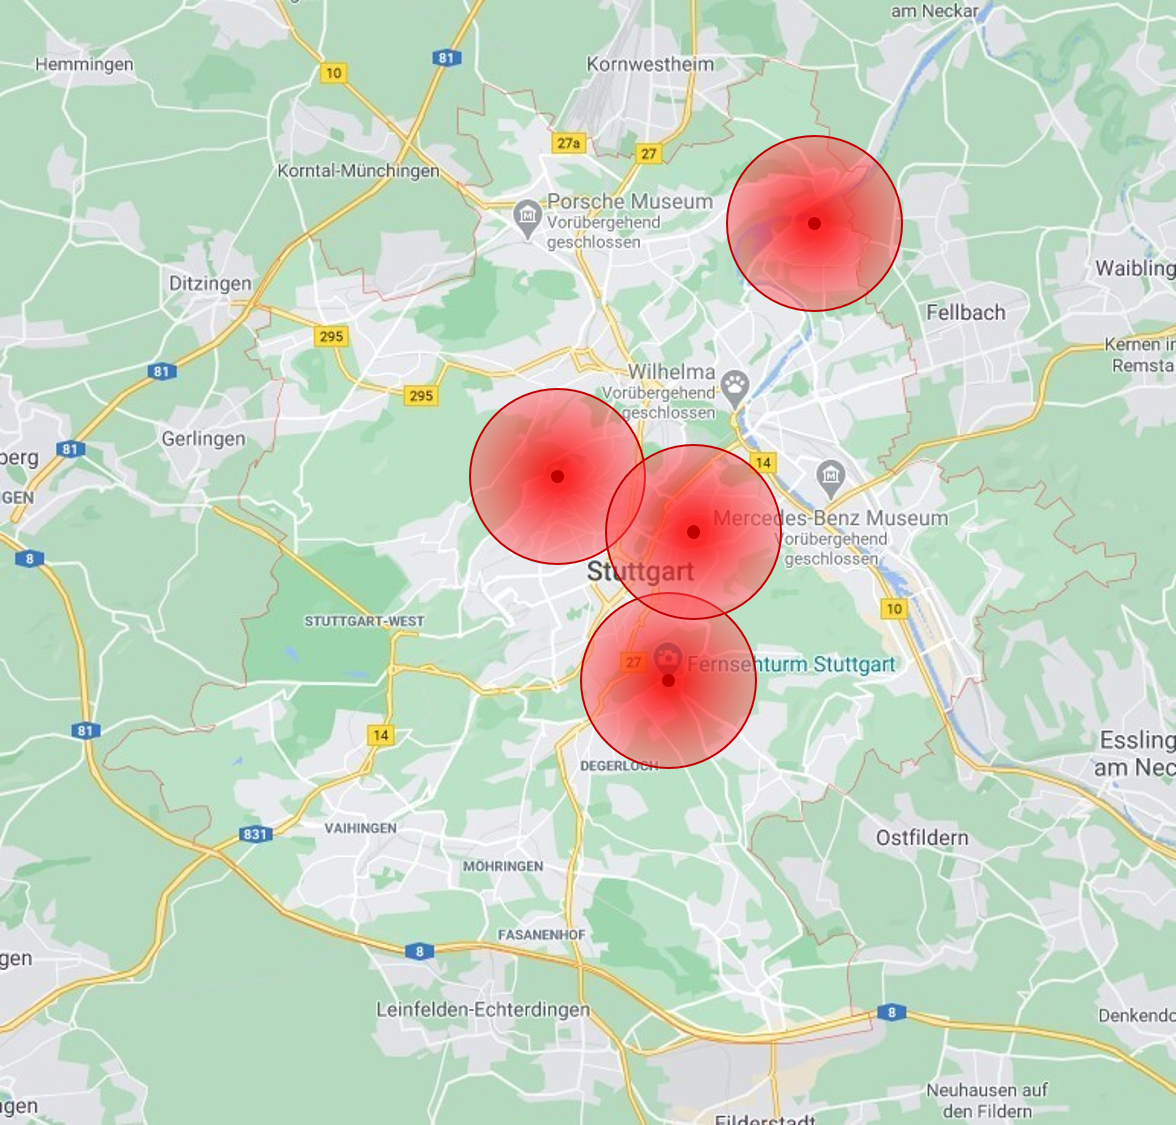 am Neckar
Hemmingen
81
Kornwestheim
10
27a
27
Korntal-Münchingen
Porsche Museum
Vorübergehend
geschlossen
Waibling
Ditzingen
Fellbach
295
Kernen in
Remsta
81
Wilhelma
Vorübergehend
geschlossen
295
Gerlingen
81
berg
14
NGEN
Mercedes-Benz Museum
Vorübergehend
geschlossen
8
Stuttgart
10
STUTTGART-WEST
27
Fernsehturm Stuttgart
81
14
Essling
am Nec
DEGERLOCH
831
VAIHINGEN
Ostfildern
MÖHRINGEN
FASANENHOF
8
gen
Leinfelden-Echterdingen
8
Denkendo
Neuhausen auf
den Fildern
ngen
Filderstadt